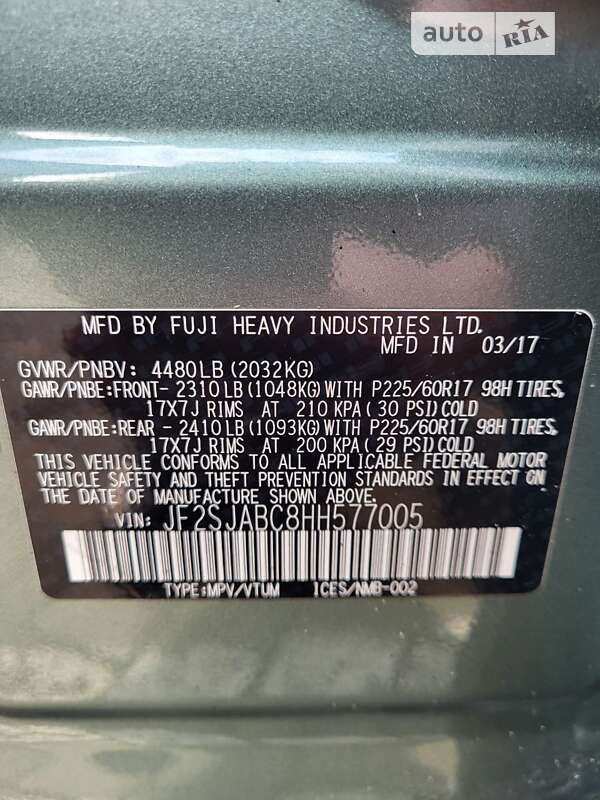 auto RIA
MFD BY FUJI HEAVY INDUSTRIES LTD.
MFD IN 03/17
GVWR/PNBV: 4480LB(2032KG)
GAWR/PNBE:FRONT-2310LB(1048KG)WITH P225/60R17 98H TIRES,
17X7J RIMS AT 210 KPA(30 PSI)COLD
GAWR/PNBE:REAR -2410LB(1093KG)WITH P225/60R17 98H TIRES,
17X7J RIMS AT 200 KPA(29 PSI)COLD
THIS VEHICLE CONFORMS TO ALL APPLICABLE FEDERAL MOTOR
VEHICLE SAFETY AND THEFT PREVENTION STANDARDS IN EFFECT ON
THE DATE OF MANUFACTURE SHOWN ABOVE.
VIN: JF2SJABC8HH577005
TYPE:MPV/VTUM ICES/NMB-002